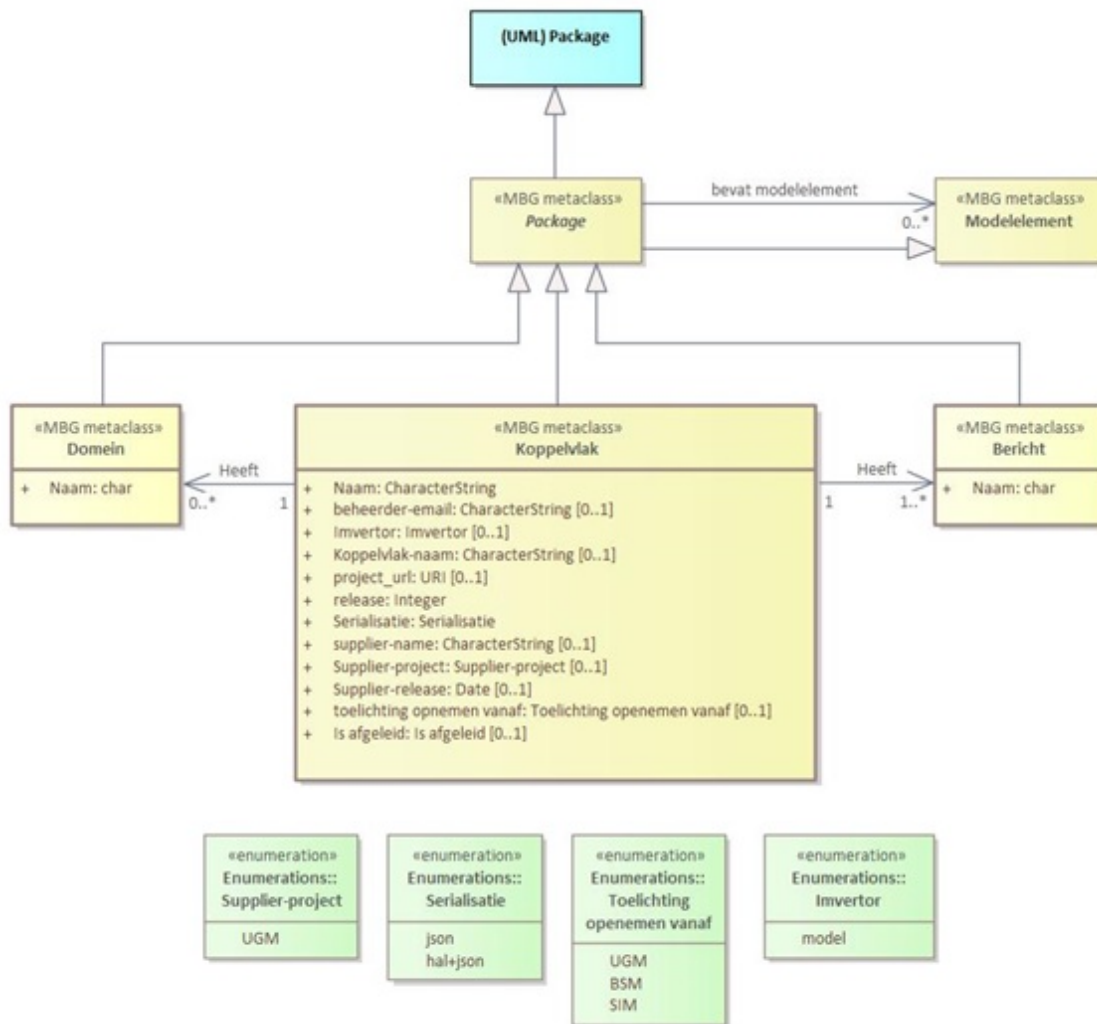 (UML) Package
«MBG metaclass»
Package
bevat modelelement
0..*
«MBG metaclass»
Modelelement
«MBG metaclass»
Domein
+ Naam: char
Heeft
0..*
1
«MBG metaclass»
Koppelvlak
+ Naam: CharacterString
+ beheerder-email: CharacterString [0..1]
+ Imvertor: Imvertor [0..1]
+ Koppelvlak-naam: CharacterString [0..1]
+ project_url: URI [0..1]
+ release: Integer
+ Serialisatie: Serialisatie
+ supplier-name: CharacterString [0..1]
+ Supplier-project: Supplier-project [0..1]
+ Supplier-release: Date [0..1]
+ toelichting opnemen vanaf: Toelichting openemen vanaf [0..1]
+ Is afgeleid: Is afgeleid [0..1]
Heeft
1
1..*
«MBG metaclass»
Bericht
+ Naam: char
«enumeration»
Enumerations::
Supplier-project
UGM
«enumeration»
Enumerations::
Serialisatie
json
hal+json
«enumeration»
Enumerations::
Toelichting
openemen vanaf
UGM
BSM
SIM
«enumeration»
Enumerations::
Imvertor
model